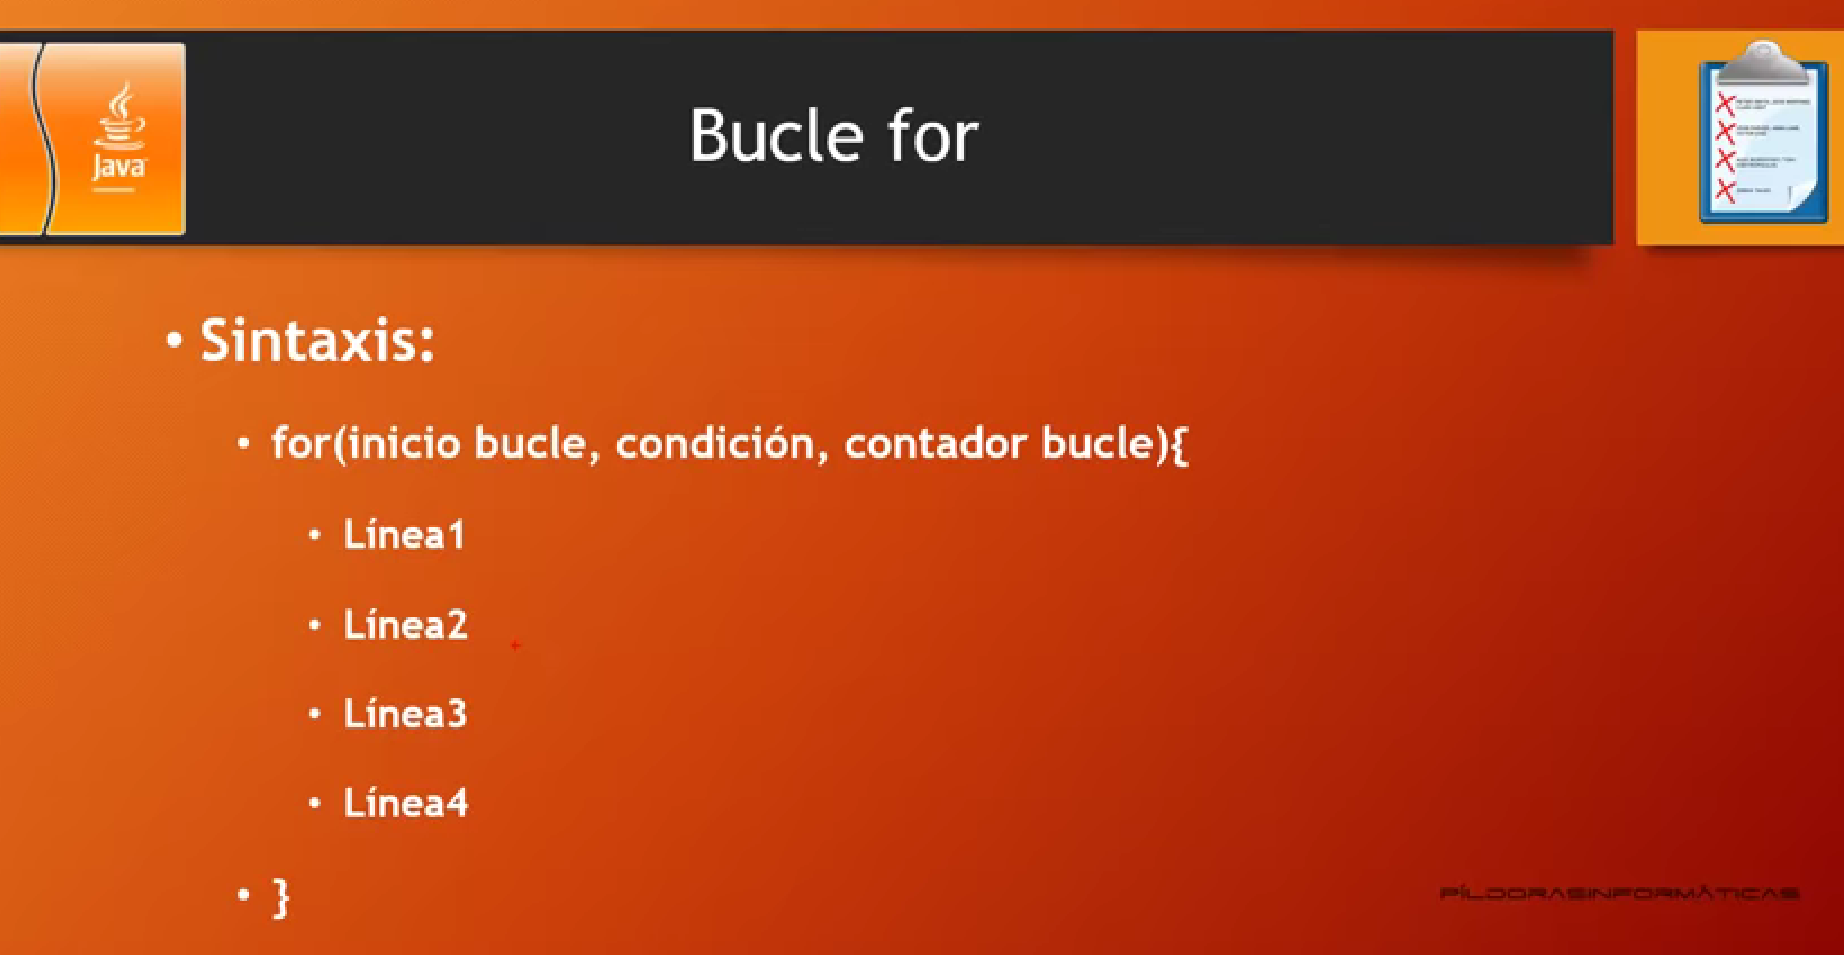 Java
Bucle for
• Sintaxis:
• for(inicio bucle, condición, contador bucle){
• Línea1
• Línea2
• Línea3
• Línea4
• }
PÍLDORASINFORMÁTICAS